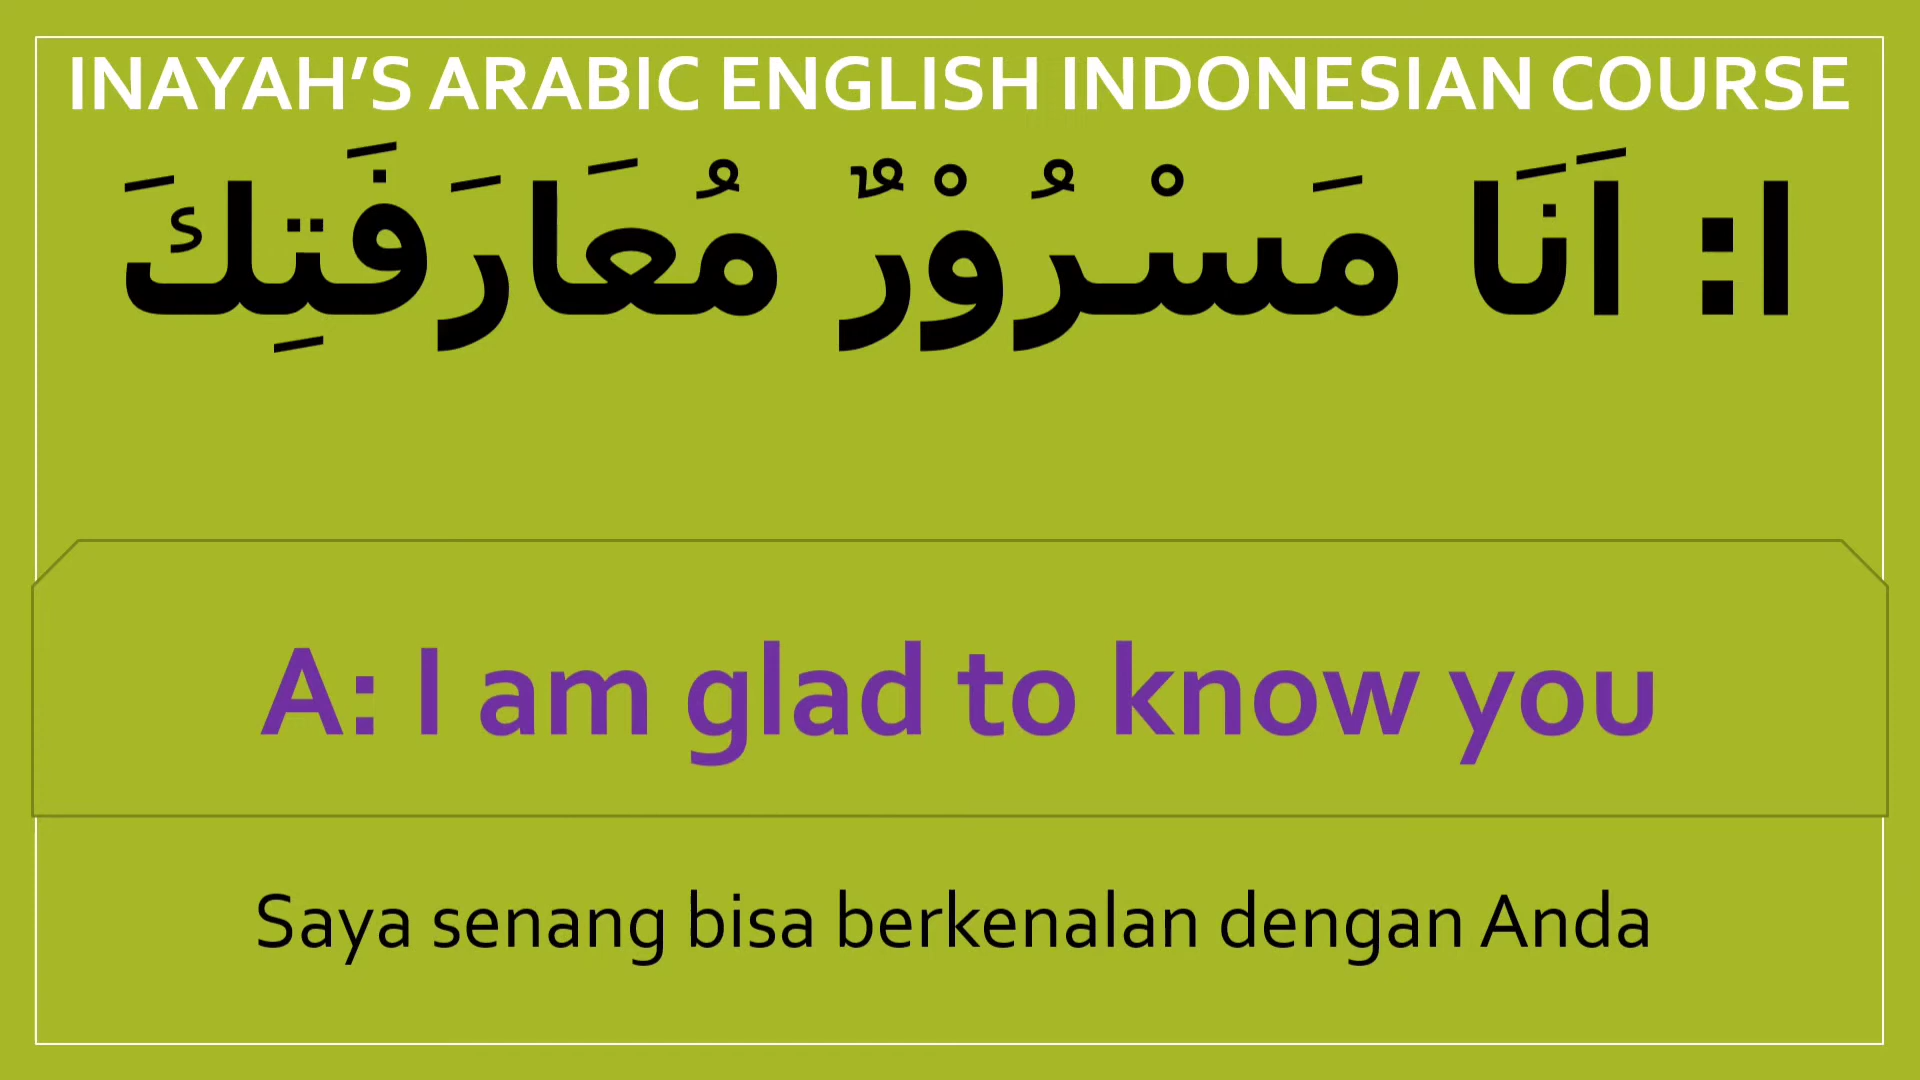 INAYAH’S ARABIC ENGLISH INDONESIAN COURSE
ا: اَنَا مَسْرُوْرٌ مُعَارَفَتِكَ
A: I am glad to know you
Saya senang bisa berkenalan dengan Anda